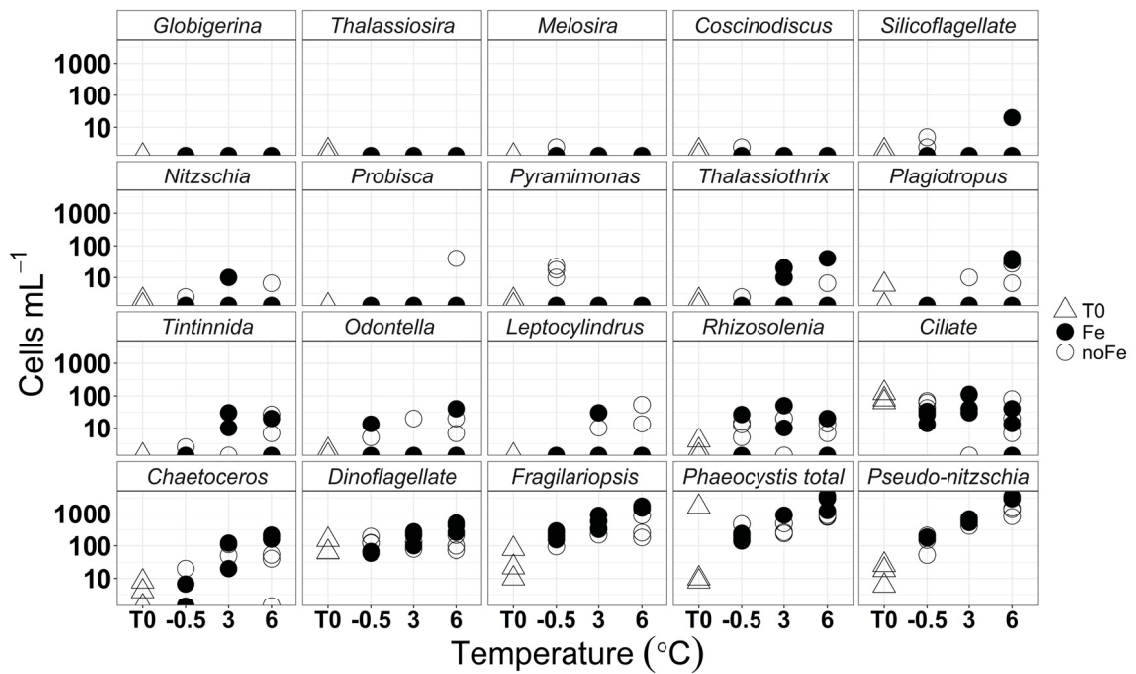 Globigerina Thalassiosira Melosira Coscinodiscus Silicoflagellate
1000
100
10
Nitzschia Probisca Pyramimonas Thalassiothrix Plagiotropus
1000
100
10
Tintinnida Odontella Leptocylindrus Rhizosolenia Ciliate
1000
100
10
Chaetoceros Dinoflagellate Fragilariopsis Phaeocystis total Pseudo-nitzschia
1000
100
10
T0 -0.5 3 6 T0 -0.5 3 6 T0 -0.5 3 6 T0 -0.5 3 6 T0 -0.5 3 6
Temperature (°C)
Cells mL⁻¹
T0
Fe
noFe